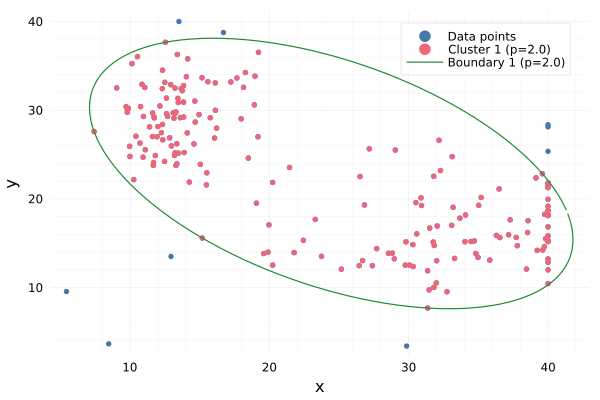 40
30
20
10
y
Data points
Cluster 1 (p=2.0)
Boundary 1 (p=2.0)
10 20 30 40
x